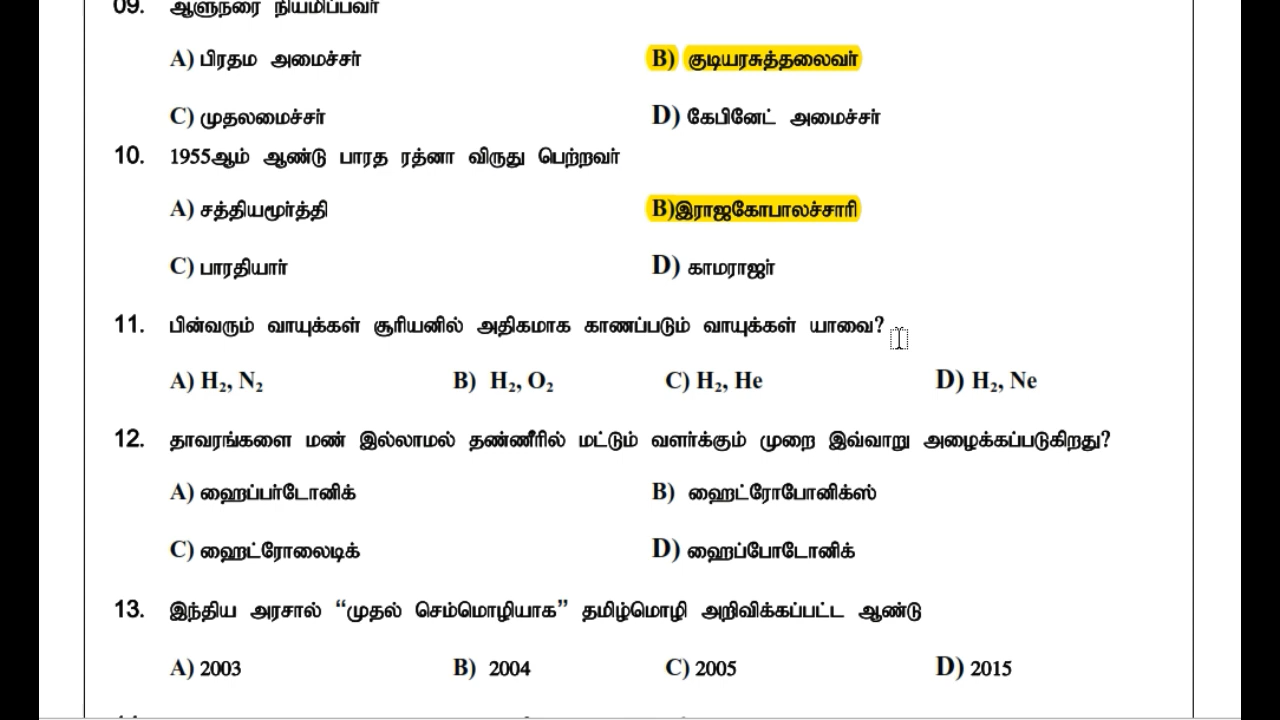 09. ஆளுநரை நியமிப்பவர்
A) பிரதம அமைச்சர் B) குடியரசுத்தலைவர்
C) முதலமைச்சர் D) கேபினேட் அமைச்சர்
10. 1955ஆம் ஆண்டு பாரத ரத்னா விருது பெற்றவர்
A) சத்தியமூர்த்தி B)இராஜகோபாலச்சாரி
C) பாரதியார் D) காமராஜர்
11. பின்வரும் வாயுக்கள் சூரியனில் அதிகமாக காணப்படும் வாயுக்கள் யாவை?
A) H₂, N₂ B) H₂, O₂ C) H₂, He D) H₂, Ne
12. தாவரங்களை மண் இல்லாமல் தண்ணீரில் மட்டும் வளர்க்கும் முறை இவ்வாறு அழைக்கப்படுகிறது?
A) ஹைப்பர்டோனிக் B) ஹைட்ரோபோனிக்ஸ்
C) ஹைட்ரோலைடிக் D) ஹைப்போடோனிக்
13. இந்திய அரசால் “முதல் செம்மொழியாக” தமிழ்மொழி அறிவிக்கப்பட்ட ஆண்டு
A) 2003 B) 2004 C) 2005 D) 2015